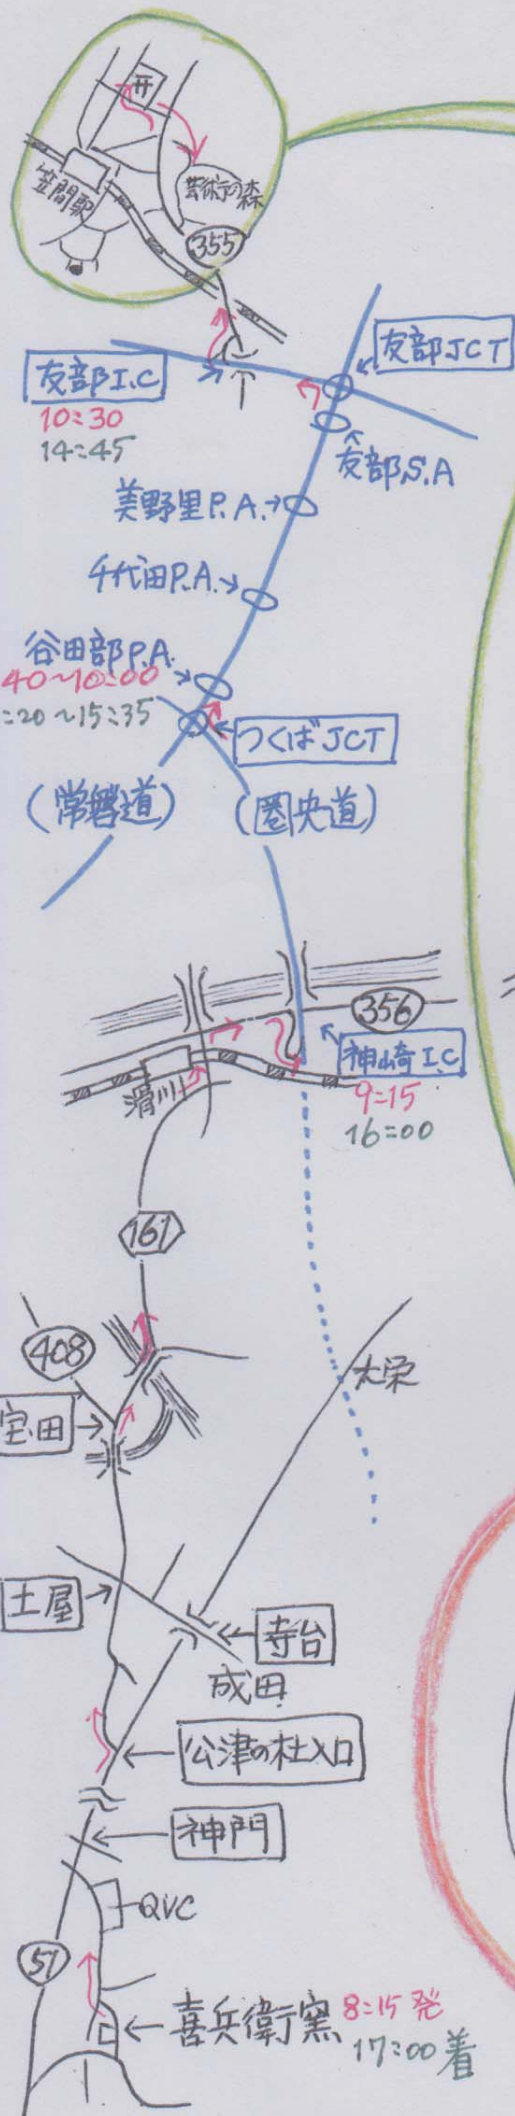 笠間駅
芸術の森
355
友部I.C
10:30
14:45
友部JCT
友部S.A
美野里P.A.
千代田P.A.
谷田部P.A.
40～10:00
:20～15:35
つくばJCT
(常磐道)
(圏央道)
356
神崎I.C
9:15
16:00
滑川
161
408
大栄
宝田
土屋
寺台
成田
公津の杜入口
神門
QVC
51
喜兵衛窯
8:15発
17:00着